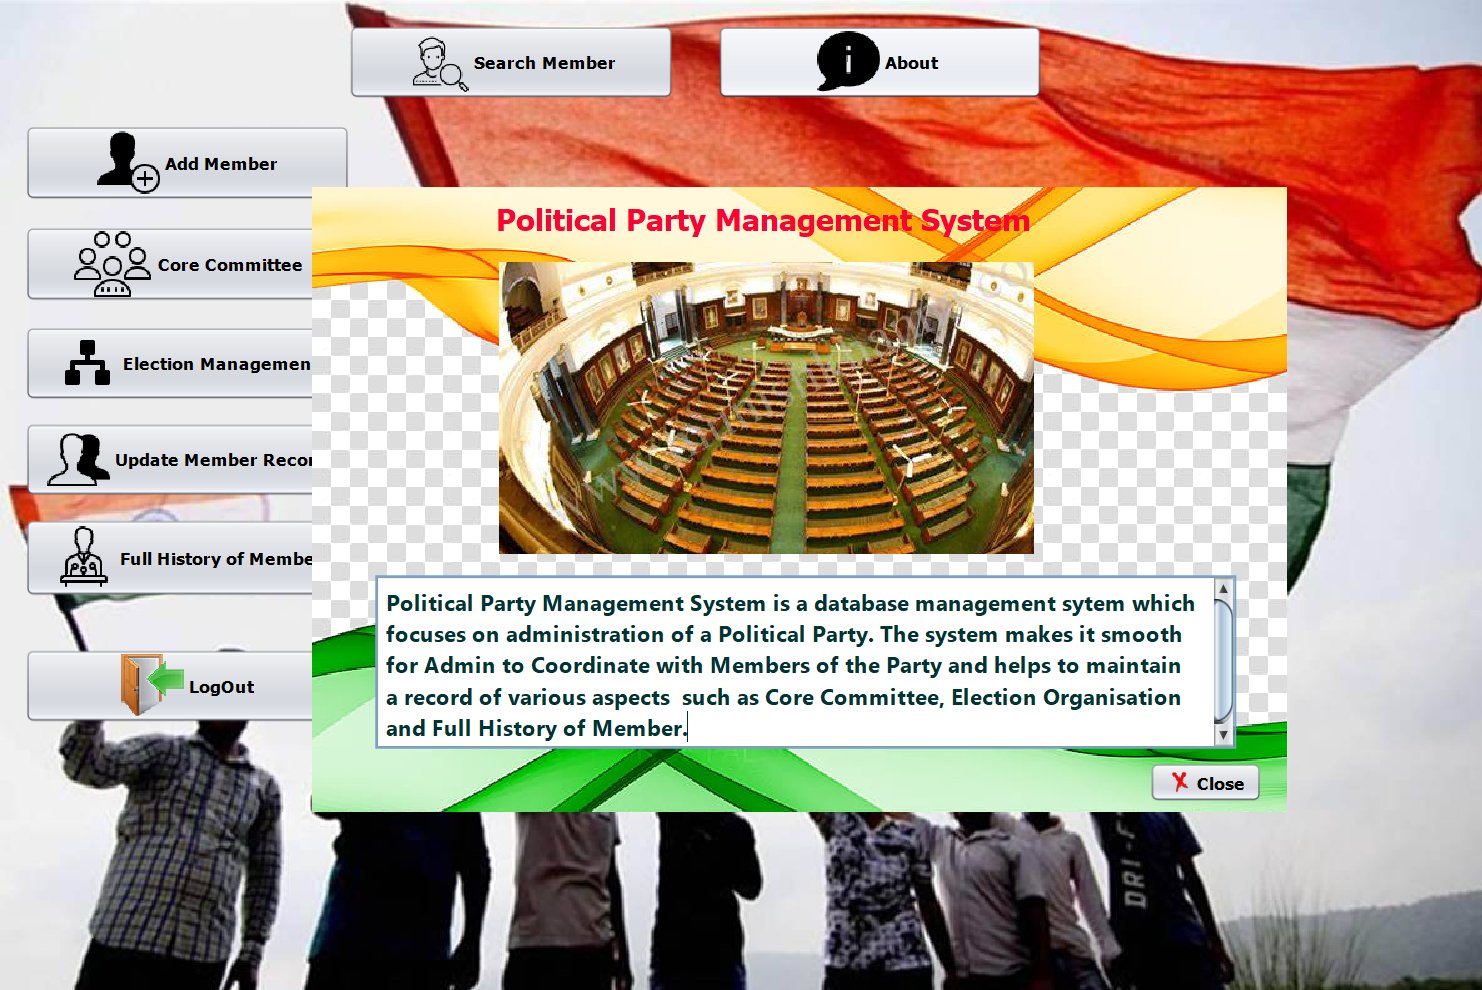 Search Member
About
Add Member
Core Committee
Election Managemen
Update Member Recor
Full History of Membe
LogOut
Political Party Management System
Political Party Management System is a database management sytem which
focuses on administration of a Political Party. The system makes it smooth
for Admin to Coordinate with Members of the Party and helps to maintain
a record of various aspects  such as Core Committee, Election Organisation
and Full History of Member.
Close
DRI-F